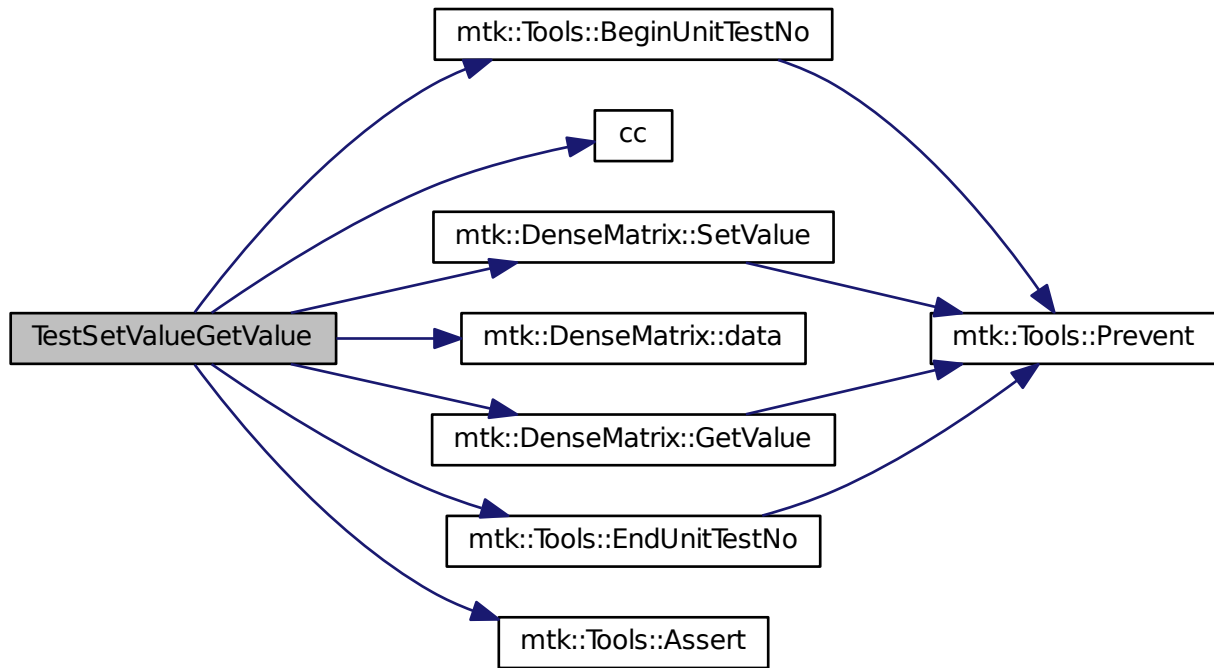 mtk::Tools::BeginUnitTestNo
cc
mtk::DenseMatrix::SetValue
TestSetValueGetValue
mtk::DenseMatrix::data
mtk::Tools::Prevent
mtk::DenseMatrix::GetValue
mtk::Tools::EndUnitTestNo
mtk::Tools::Assert